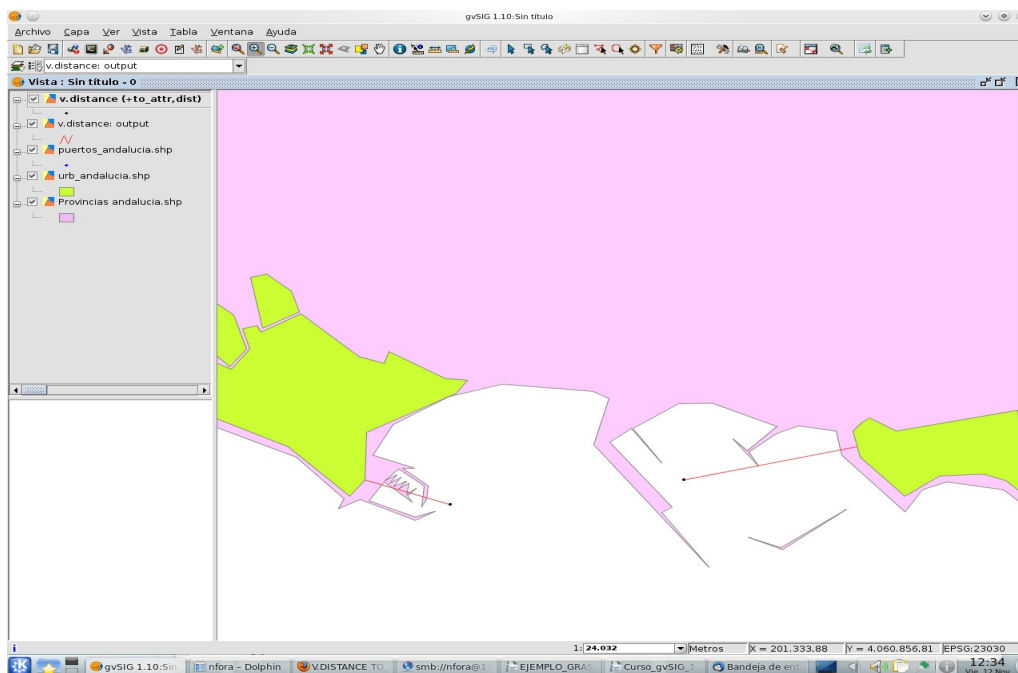 gvSIG 1.10:Sin título
Archivo Capa Ver Vista Tabla Ventana Ayuda
v.distance: output
Vista : Sin título - 0
v.distance (+to_attr,dist)
v.distance: output
puertos_andalucia.shp
urb_andalucia.shp
Provincias andalucia.shp
1: 24.032 Metros X = 201.333,88 Y = 4.060.856,81 EPSG:23030
gvSIG 1.10:Sin nfora – Dolphin V.DISTANCE TO smb://nfora@1 EJEMPLO_GRAS Curso_gvSIG_1 Bandeja de ent 12:34
Vie, 12 Nov